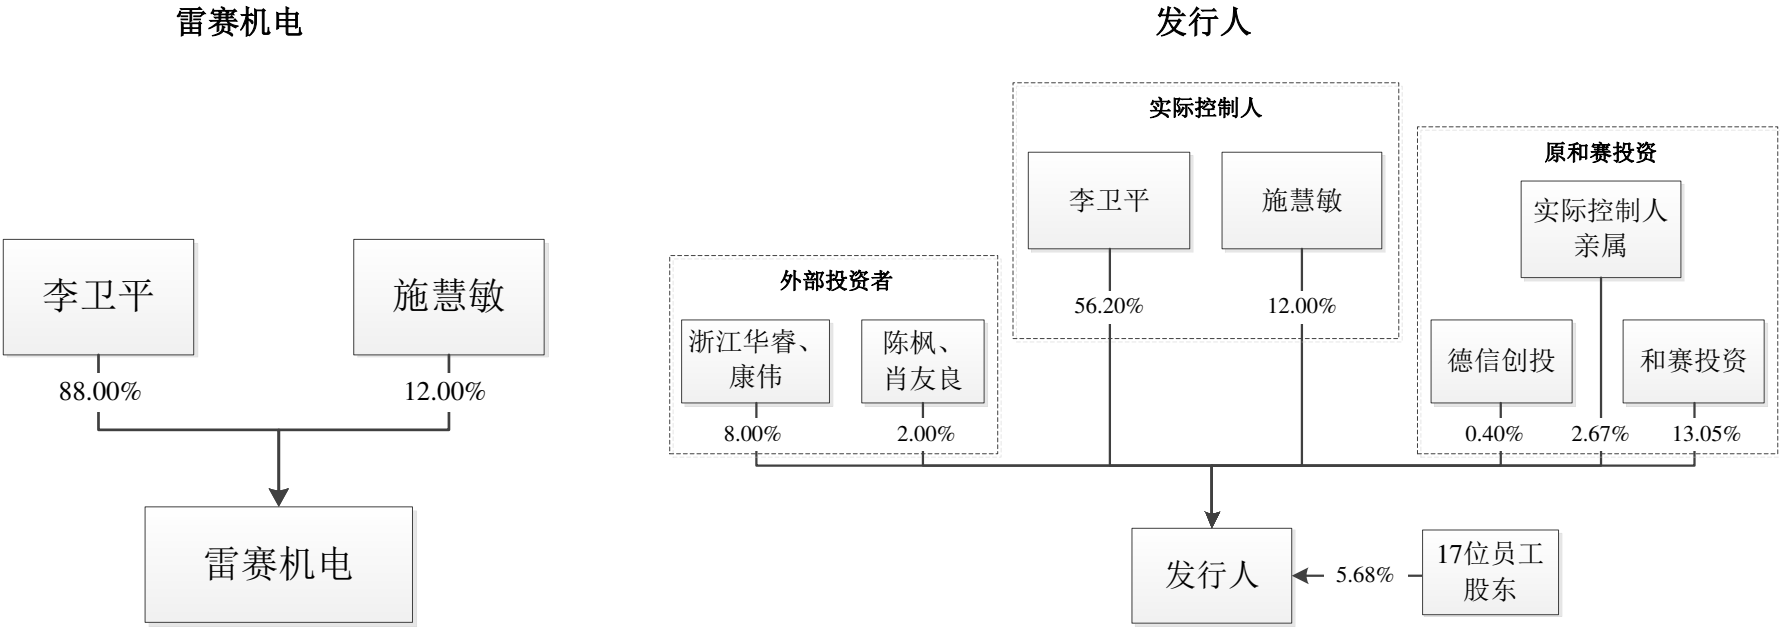 雷赛机电
李卫平
施慧敏
88.00%
12.00%
雷赛机电
发行人
外部投资者
浙江华睿、
康伟
陈枫、
肖友良
8.00%
2.00%
实际控制人
李卫平
施慧敏
56.20%
12.00%
原和赛投资
实际控制人
亲属
德信创投
和赛投资
0.40%
2.67%
13.05%
发行人
5.68%
17位员工
股东